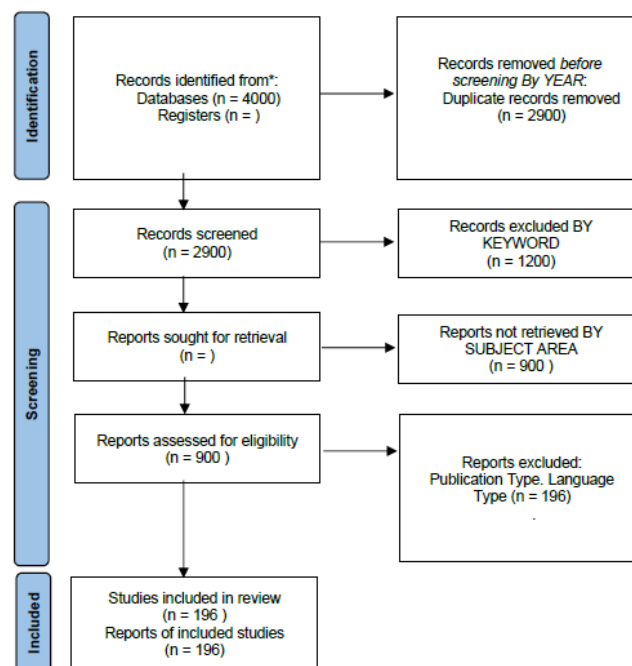 Identification
Records identified from*:
Databases (n = 4000)
Registers (n = )
Records removed before
screening By YEAR:
Duplicate records removed
(n = 2900)
Screening
Records screened
(n = 2900)
Records excluded BY
KEYWORD
(n = 1200)
Reports sought for retrieval
(n = )
Reports not retrieved BY
SUBJECT AREA
(n = 900 )
Reports assessed for eligibility
(n = 900 )
Reports excluded:
Publication Type. Language
Type (n = 196)
.
Included
Studies included in review
(n = 196 )
Reports of included studies
(n = 196)